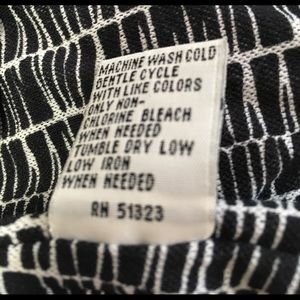 MACHINE WASH COLD
GENTLE CYCLE
WITH LIKE COLORS
ONLY NON-
CHLORINE BLEACH
WHEN NEEDED
TUMBLE DRY LOW
LOW IRON
WHEN NEEDED
RN 51323